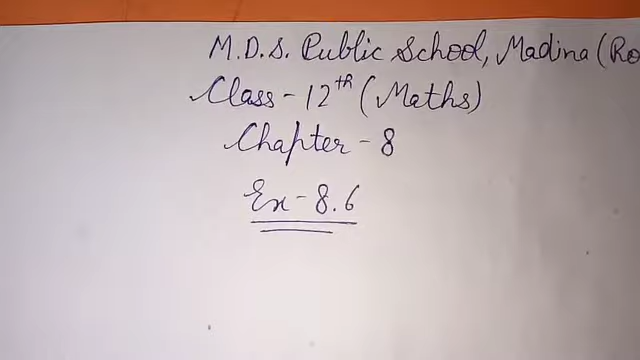 M.D.S. Public School, Madina (Ro
Class - 12th (Maths)
Chapter - 8
Ex - 8.6